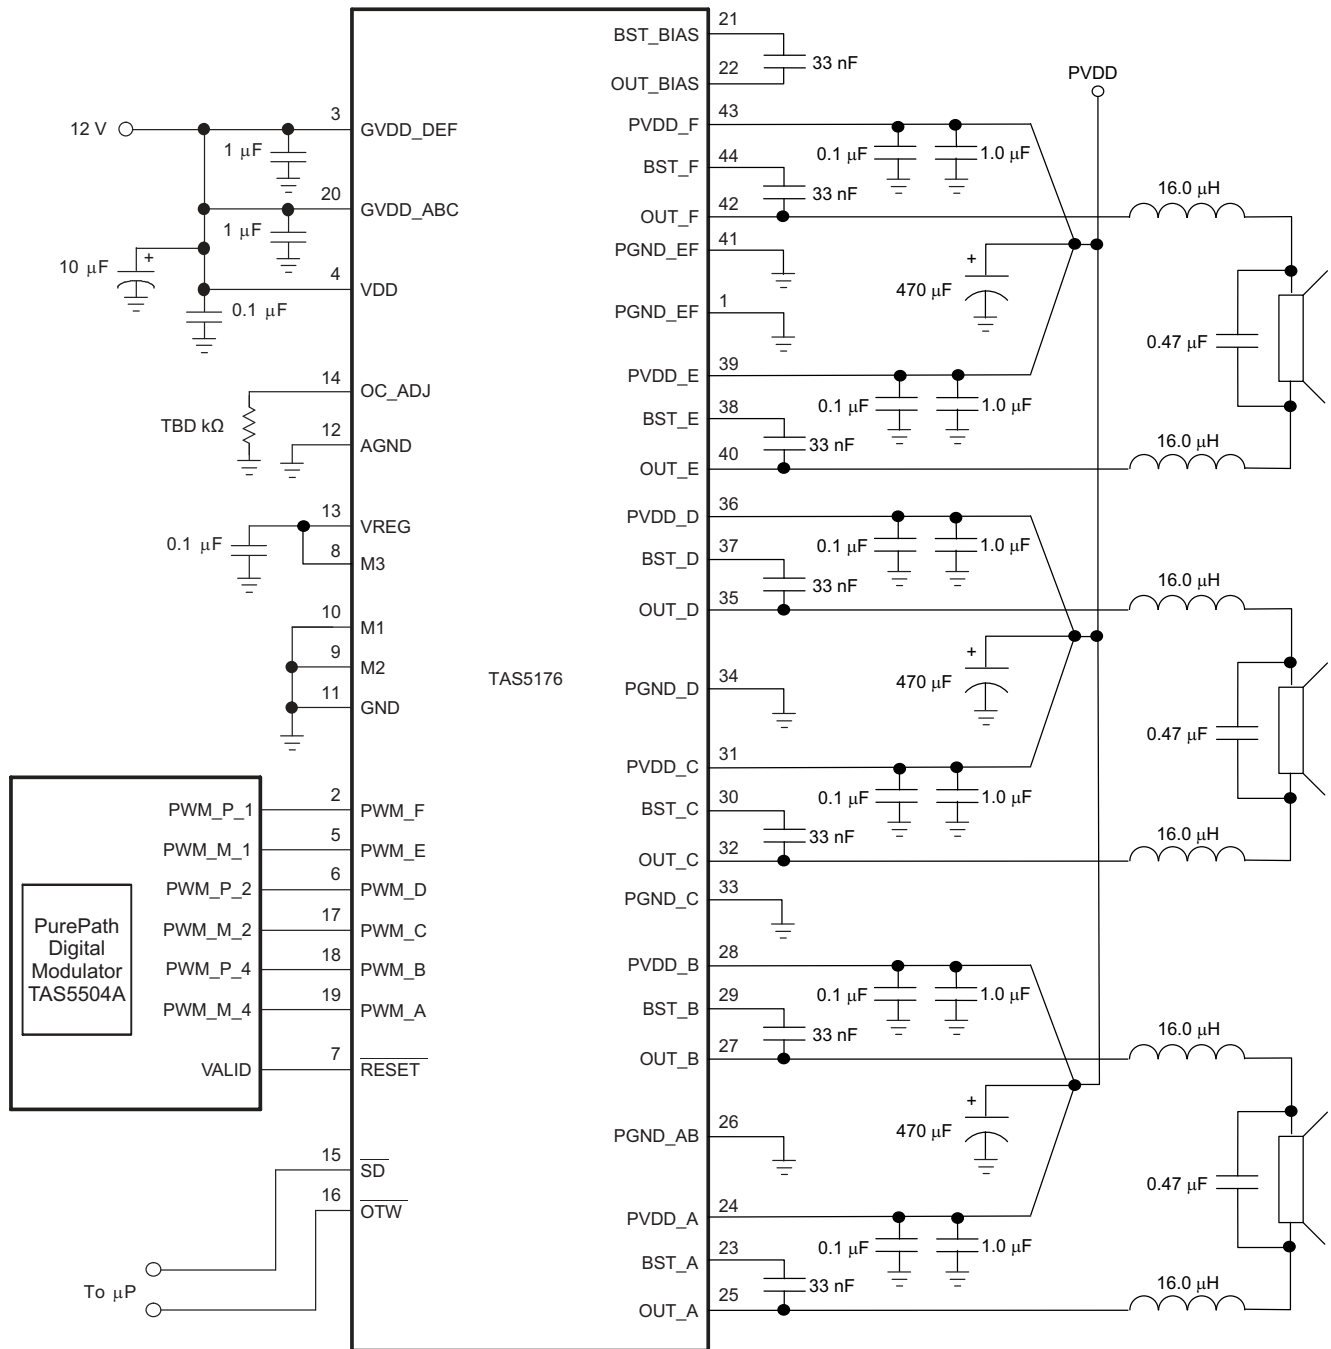 21
BST_BIAS
33 nF
22
OUT_BIAS
PVDD
3
12 V
GVDD_DEF
1 μF
20
GVDD_ABC
1 μF
10 μF
+
4
VDD
0.1 μF
14
OC_ADJ
TBD kΩ
12
AGND
13
VREG
0.1 μF
8
M3
10
M1
9
M2
11
GND
TAS5176
PurePath
Digital
Modulator
TAS5504A
PWM_P_1
2
PWM_F
PWM_M_1
5
PWM_E
PWM_P_2
6
PWM_D
PWM_M_2
17
PWM_C
PWM_P_4
18
PWM_B
PWM_M_4
19
PWM_A
VALID
7
RESET
15
SD
16
OTW
To μP
43
PVDD_F
0.1 μF
1.0 μF
44
BST_F
33 nF
42
OUT_F
16.0 μH
41
PGND_EF
+
470 μF
1
PGND_EF
0.47 μF
39
PVDD_E
0.1 μF
1.0 μF
38
BST_E
33 nF
40
OUT_E
16.0 μH
36
PVDD_D
0.1 μF
1.0 μF
37
BST_D
33 nF
35
OUT_D
16.0 μH
+
470 μF
34
PGND_D
0.47 μF
31
PVDD_C
0.1 μF
1.0 μF
30
BST_C
33 nF
32
OUT_C
16.0 μH
33
PGND_C
28
PVDD_B
0.1 μF
1.0 μF
29
BST_B
33 nF
27
OUT_B
16.0 μH
+
470 μF
26
PGND_AB
0.47 μF
24
PVDD_A
0.1 μF
1.0 μF
23
BST_A
33 nF
25
OUT_A
16.0 μH